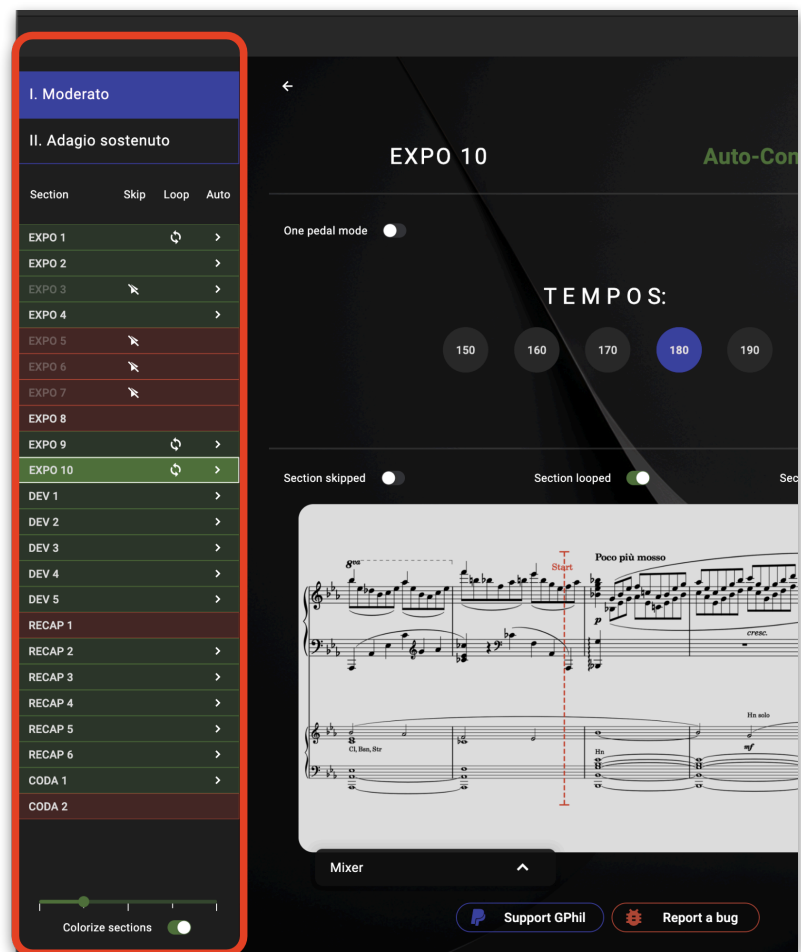 I. Moderato
II. Adagio sostenuto
Section Skip Loop Auto
EXPO 1
EXPO 2
EXPO 3
EXPO 4
EXPO 5
EXPO 6
EXPO 7
EXPO 8
EXPO 9
EXPO 10
DEV 1
DEV 2
DEV 3
DEV 4
DEV 5
RECAP 1
RECAP 2
RECAP 3
RECAP 4
RECAP 5
RECAP 6
CODA 1
CODA 2
Colorize sections
EXPO 10 Auto-Con
One pedal mode
TEMPOS:
150 160 170 180 190
Section skipped Section looped Sec
8va
Start
Poco più mosso
p
cresc.
Cl, Bsn, Str
Hn
Hn solo
mf
Mixer
Support GPhil Report a bug